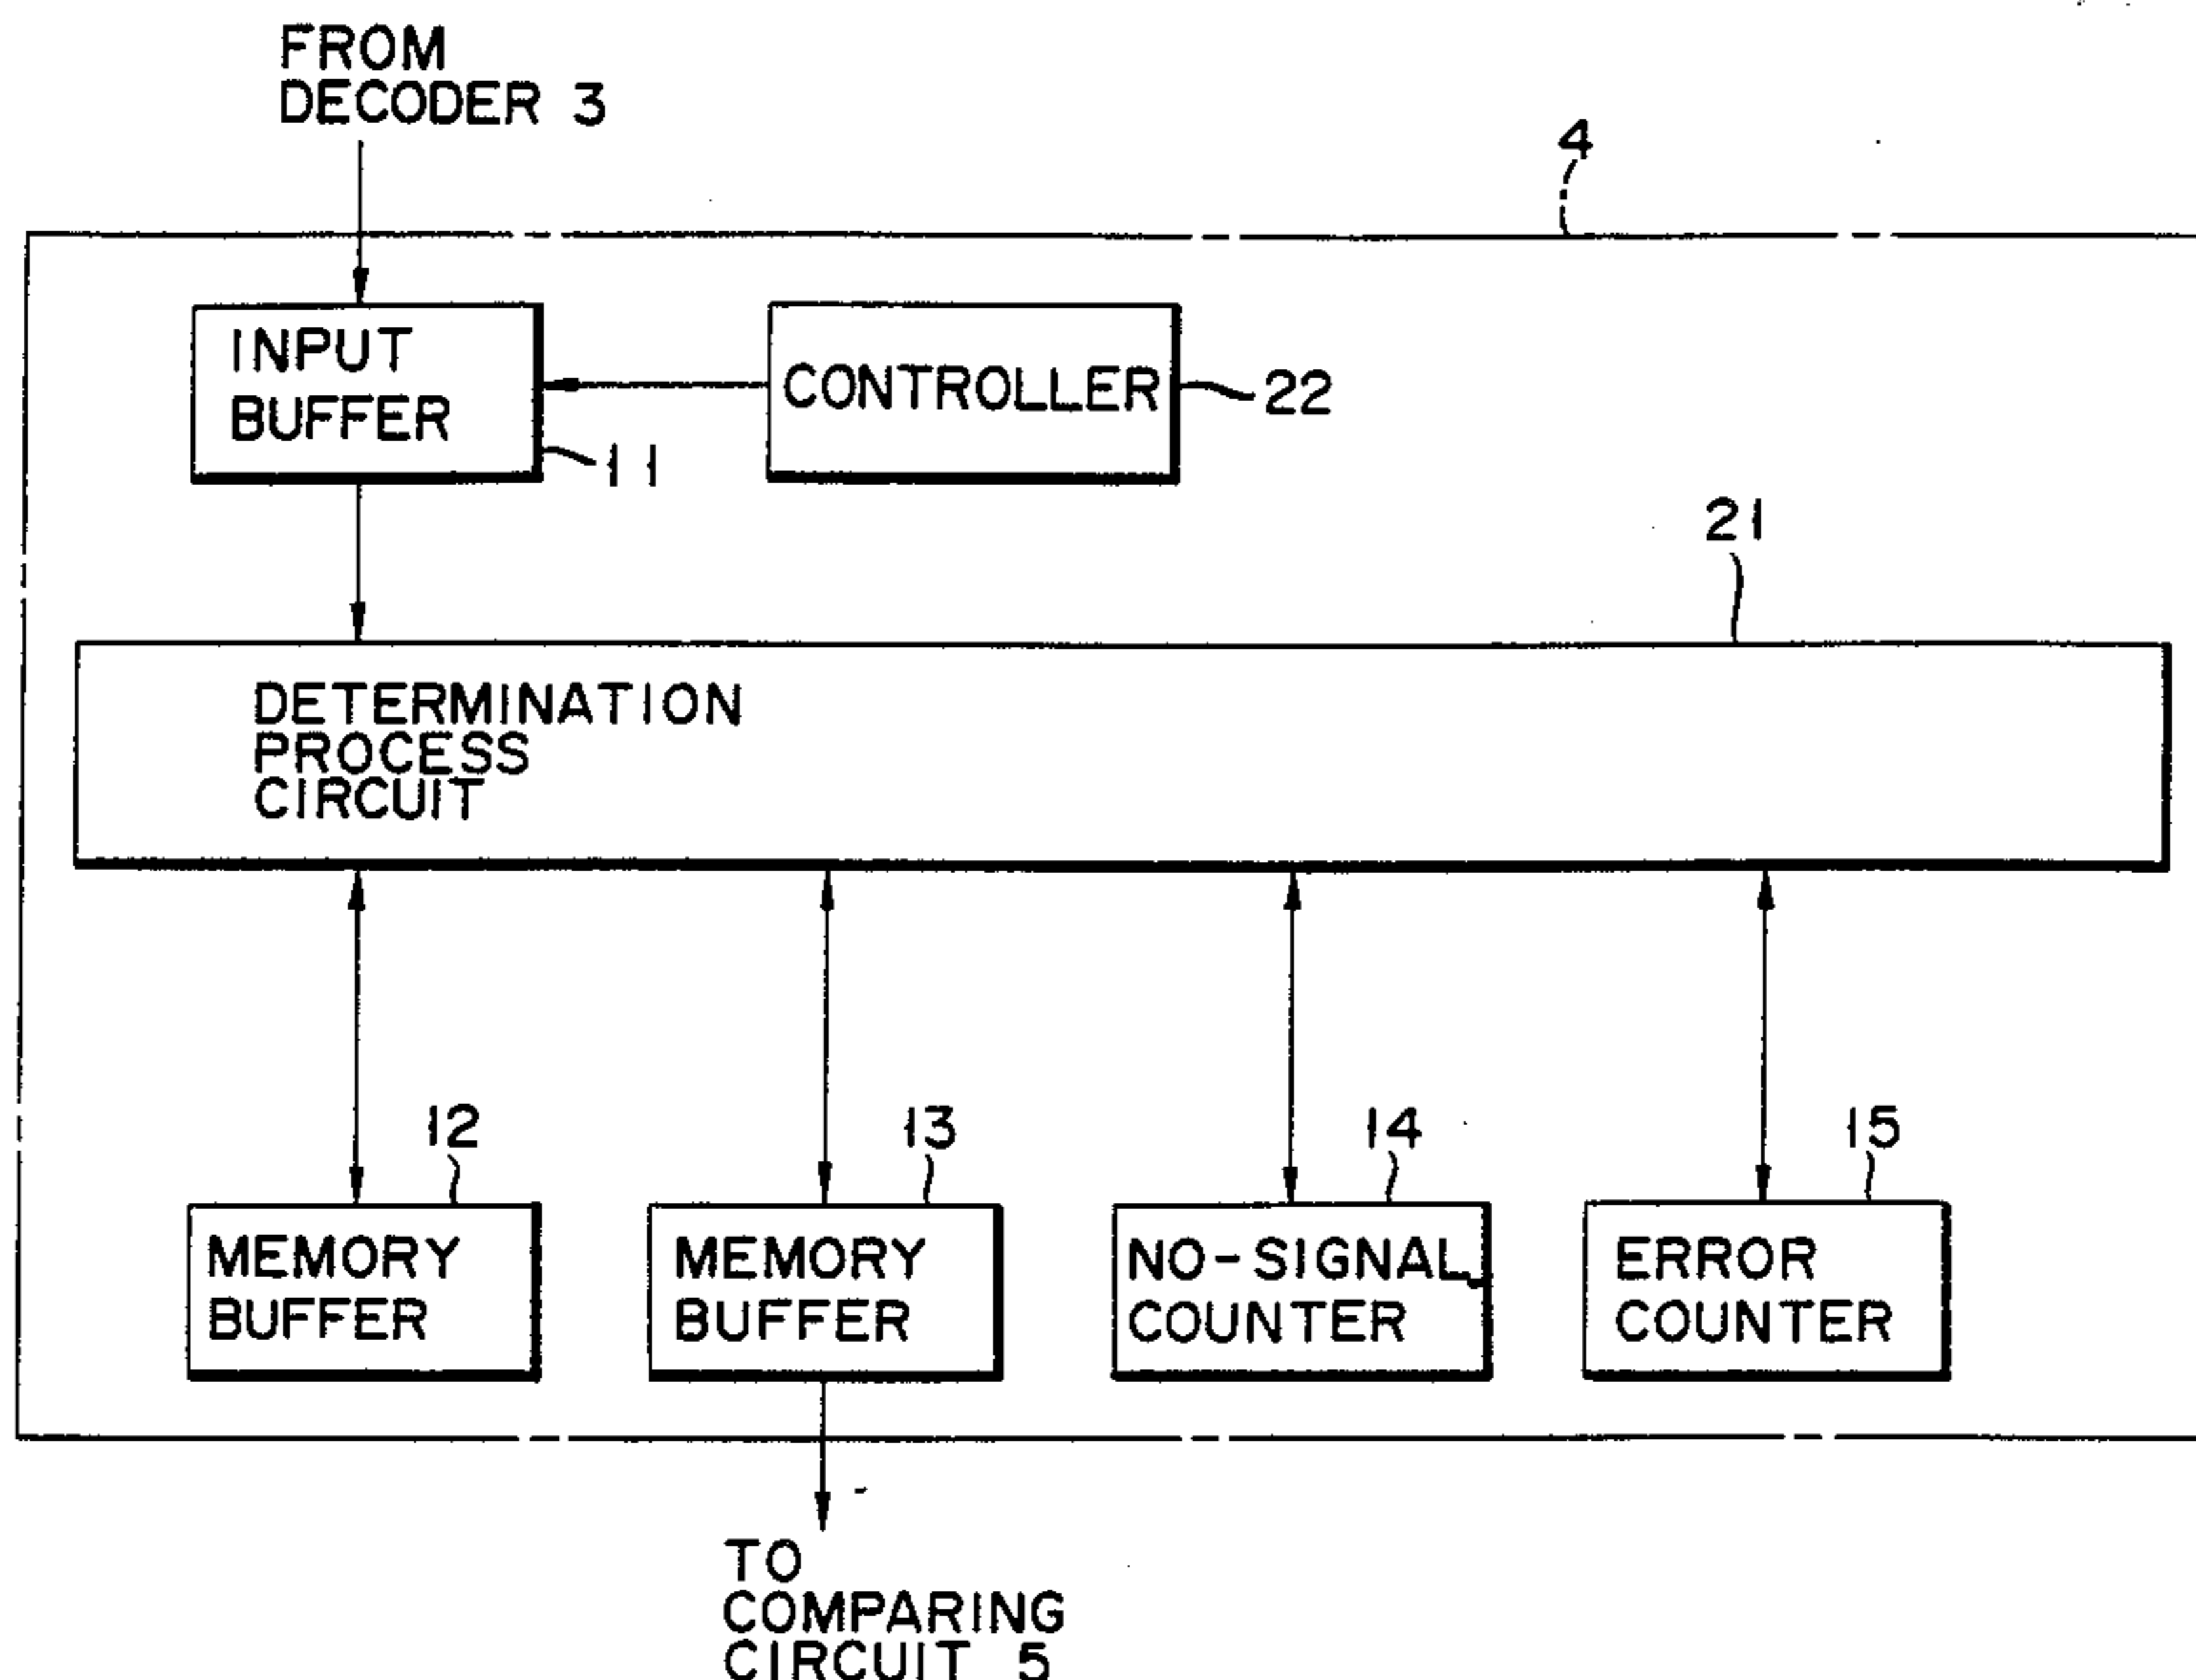 FROM
DECODER 3
4
INPUT
BUFFER
11
CONTROLLER
22
21
DETERMINATION
PROCESS
CIRCUIT
12
13
14
15
MEMORY
BUFFER
MEMORY
BUFFER
NO-SIGNAL
COUNTER
ERROR
COUNTER
TO
COMPARING
CIRCUIT 5